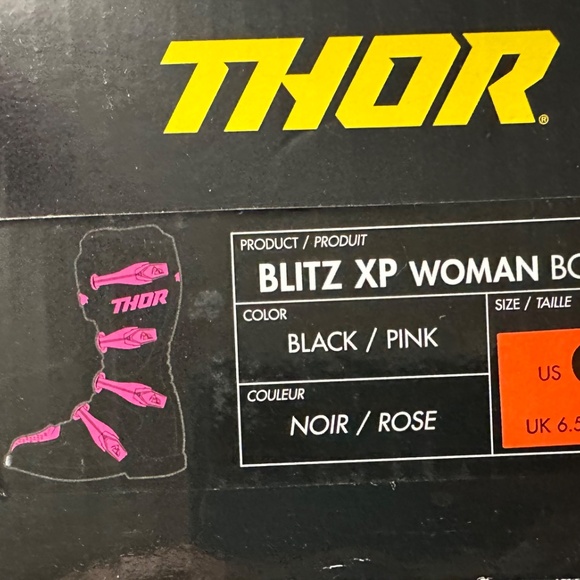 THOR®
PRODUCT / PRODUIT
BLITZ XP WOMAN
THOR
COLOR
BLACK / PINK
SIZE / TAILLE
US
COULEUR
NOIR / ROSE
UK 6.5